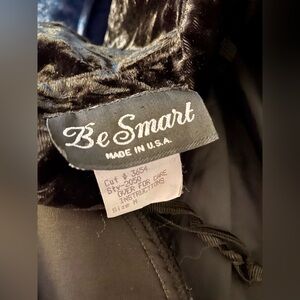 Be Smart
MADE IN U.S.A.
Cut # 3654
Sty-2050
OVER FOR CARE
INSTRUCTIONS
Size M